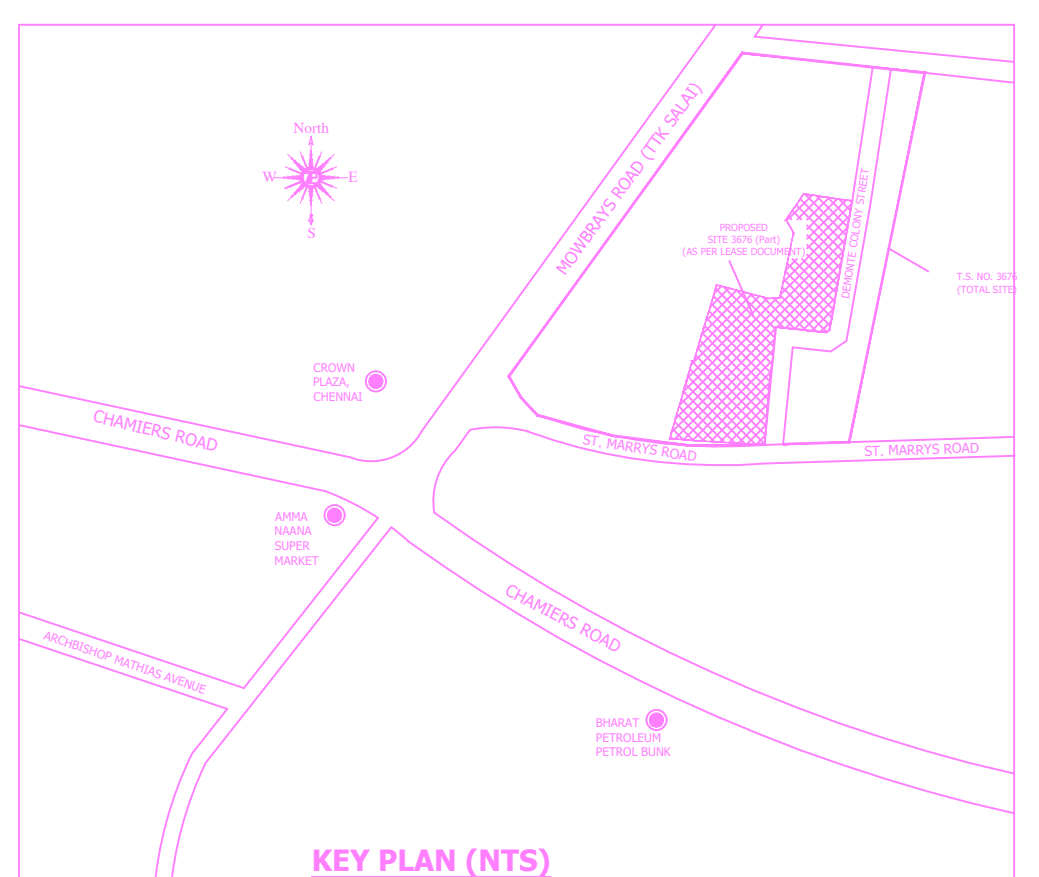 North
W
E
S
MOWBRAYS ROAD (TTK SALAI)
PROPOSED
SITE 3676 (Part)
(AS PER LEASE DOCUMENT)
DEMONTE COLONY STREET
T.S. NO. 3676
(TOTAL SITE)
CROWN
PLAZA,
CHENNAI
CHAMIERS ROAD
ST. MARRYS ROAD
ST. MARRYS ROAD
AMMA
NAANA
SUPER
MARKET
CHAMIERS ROAD
ARCHBISHOP MATHIAS AVENUE
BHARAT
PETROLEUM
PETROL BUNK
KEY PLAN (NTS)